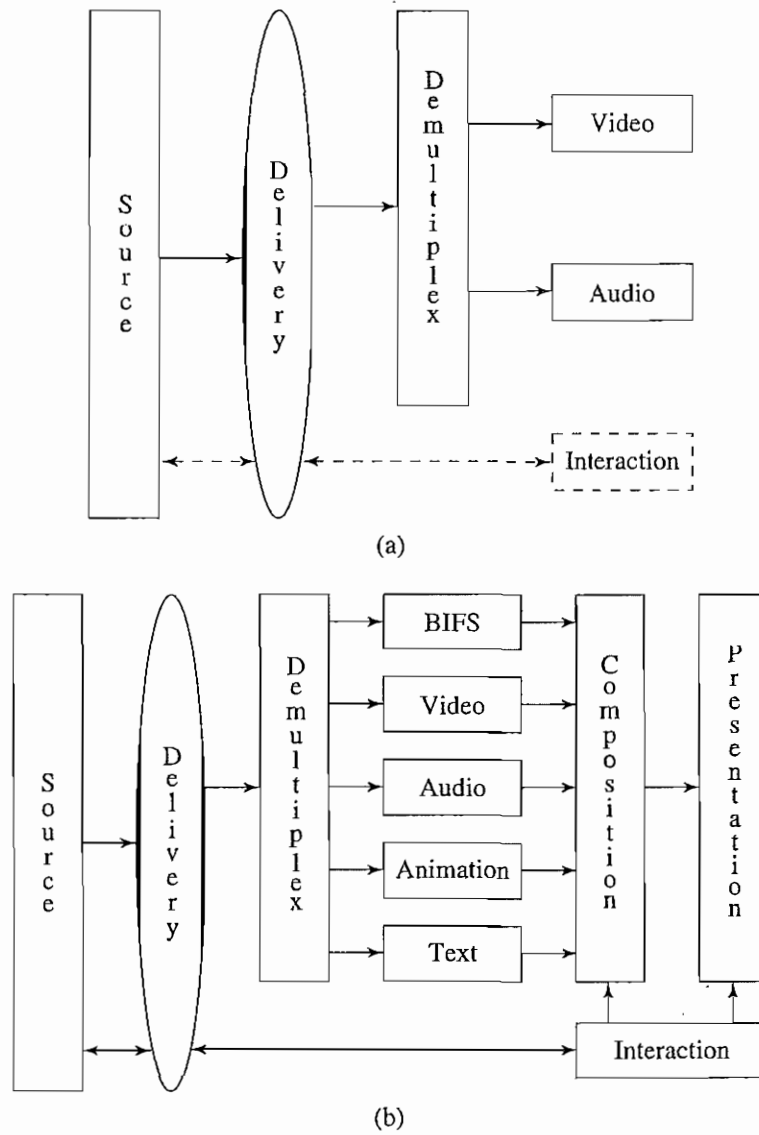 Source
Delivery
Demultiplex
Video
Audio
Interaction
(a)
Source
Delivery
Demultiplex
BIFS
Video
Audio
Animation
Text
Composition
Presentation
Interaction
(b)